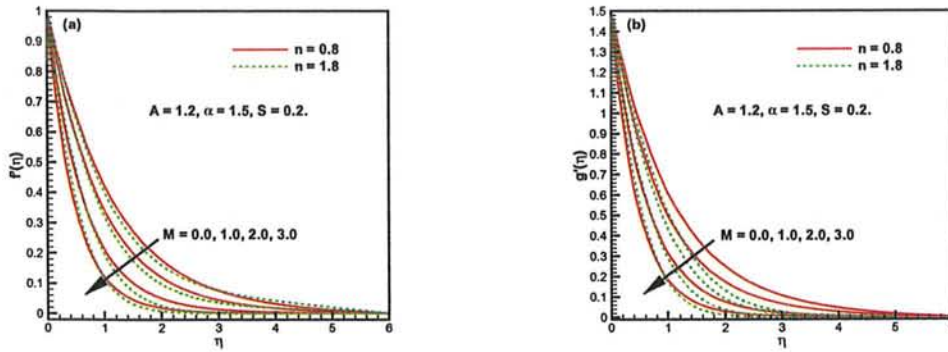 (a)
n = 0.8
n = 1.8
A = 1.2, α = 1.5, S = 0.2.
M = 0.0, 1.0, 2.0, 3.0
f'(η)
1
0.9
0.8
0.7
0.6
0.5
0.4
0.3
0.2
0.1
0
0 1 2 3 4 5 6
η
(b)
n = 0.8
n = 1.8
A = 1.2, α = 1.5, S = 0.2.
M = 0.0, 1.0, 2.0, 3.0
g'(η)
1.5
1.4
1.3
1.2
1.1
1
0.9
0.8
0.7
0.6
0.5
0.4
0.3
0.2
0.1
0
0 1 2 3 4 5
η